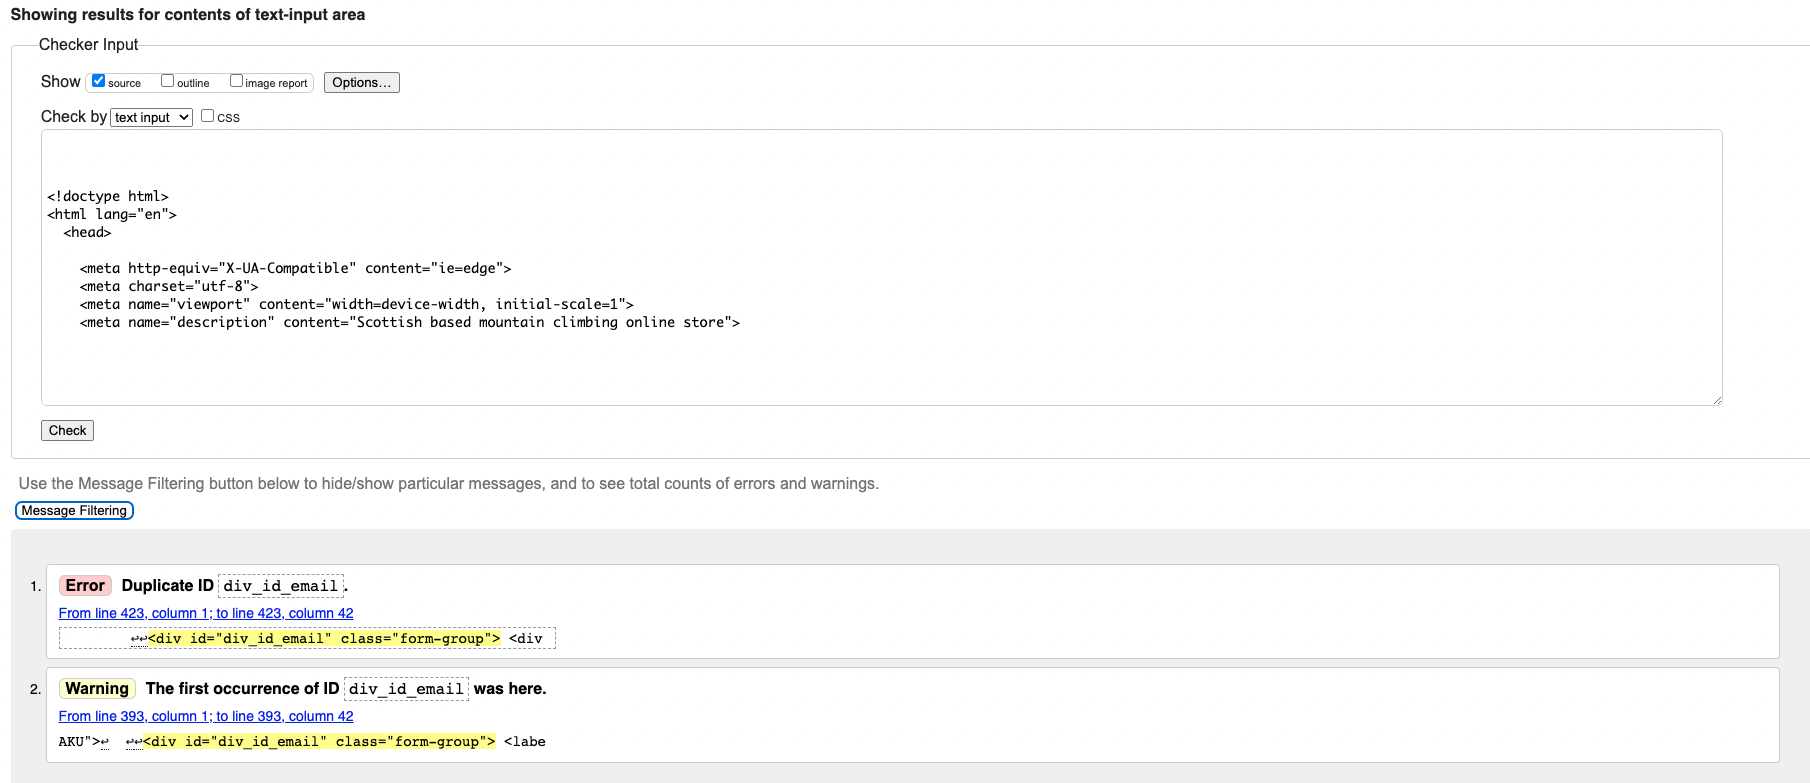 Showing results for contents of text-input area
Checker Input
Show source outline image report Options…
Check by text input css
<!doctype html>
<html lang="en">
<head>
<meta http-equiv="X-UA-Compatible" content="ie=edge">
<meta charset="utf-8">
<meta name="viewport" content="width=device-width, initial-scale=1">
<meta name="description" content="Scottish based mountain climbing online store">
Check
Use the Message Filtering button below to hide/show particular messages, and to see total counts of errors and warnings.
Message Filtering
1. Error Duplicate ID div_id_email.
From line 423, column 1; to line 423, column 42
↩↩<div id="div_id_email" class="form-group"> <div
2. Warning The first occurrence of ID div_id_email was here.
From line 393, column 1; to line 393, column 42
AKU">↩ ↩↩<div id="div_id_email" class="form-group"> <labe